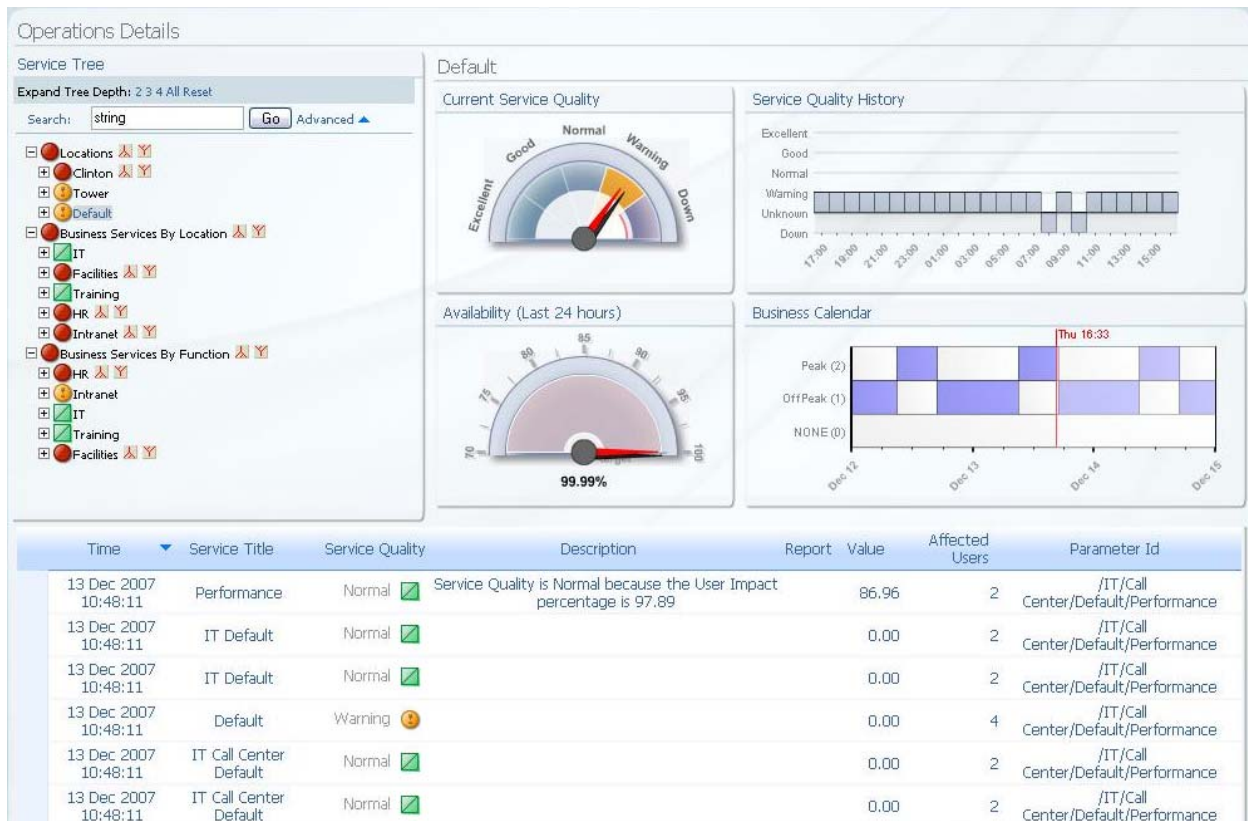 Operations Details
Service Tree
Expand Tree Depth: 2 3 4 All Reset
Search: string Go Advanced
Locations
Clinton
Tower
Default
Business Services By Location
IT
Facilities
Training
HR
Intranet
Business Services By Function
HR
Intranet
IT
Training
Facilities
Default
Current Service Quality
Excellent
Good
Normal
Warning
Down
Service Quality History
Excellent
Good
Normal
Warning
Unknown
Down
17:00 19:00 21:00 23:00 01:00 03:00 05:00 07:00 09:00 11:00 13:00 15:00
Availability (Last 24 hours)
70 75 80 85 90 95 100
99.99%
Business Calendar
Thu 16:33
Peak (2)
OffPeak (1)
NONE (0)
Dec 12 Dec 13 Dec 14 Dec 15
Time Service Title Service Quality Description Report Value Affected Users Parameter Id
13 Dec 2007 10:48:11 Performance Normal Service Quality is Normal because the User Impact percentage is 97.89 86.96 2 /IT/Call Center/Default/Performance
13 Dec 2007 10:48:11 IT Default Normal 0.00 2 /IT/Call Center/Default/Performance
13 Dec 2007 10:48:11 IT Default Normal 0.00 2 /IT/Call Center/Default/Performance
13 Dec 2007 10:48:11 Default Warning 0.00 4 /IT/Call Center/Default/Performance
13 Dec 2007 10:48:11 IT Call Center Default Normal 0.00 2 /IT/Call Center/Default/Performance
13 Dec 2007 10:48:11 IT Call Center Default Normal 0.00 2 /IT/Call Center/Default/Performance